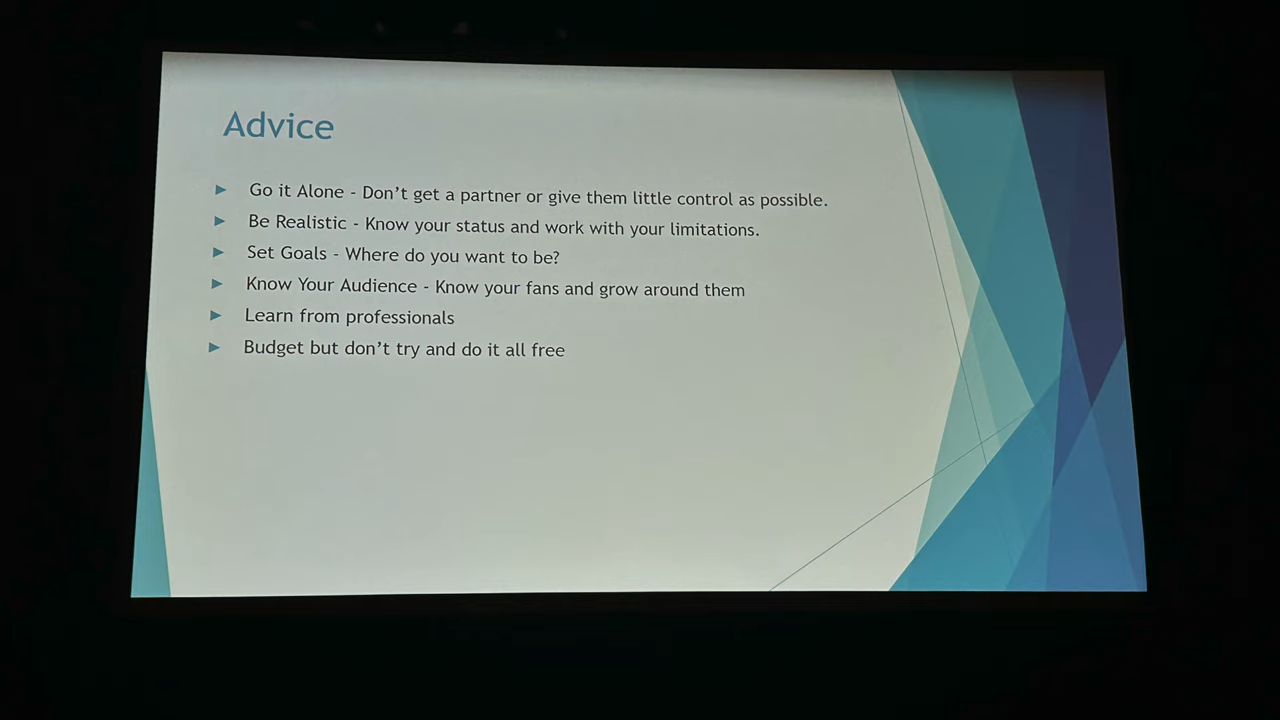 Advice
Go it Alone - Don't get a partner or give them little control as possible.
Be Realistic - Know your status and work with your limitations.
Set Goals - Where do you want to be?
Know Your Audience - Know your fans and grow around them
Learn from professionals
Budget but don't try and do it all free